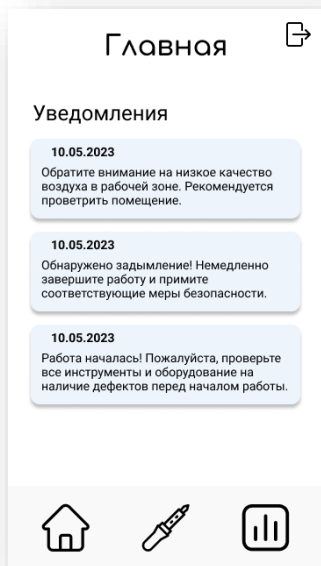 Главная
Уведомления
10.05.2023
Обратите внимание на низкое качество
воздуха в рабочей зоне. Рекомендуется
проветрить помещение.
10.05.2023
Обнаружено задымление! Немедленно
завершите работу и примите
соответствующие меры безопасности.
10.05.2023
Работа началась! Пожалуйста, проверьте
все инструменты и оборудование на
наличие дефектов перед началом работы.